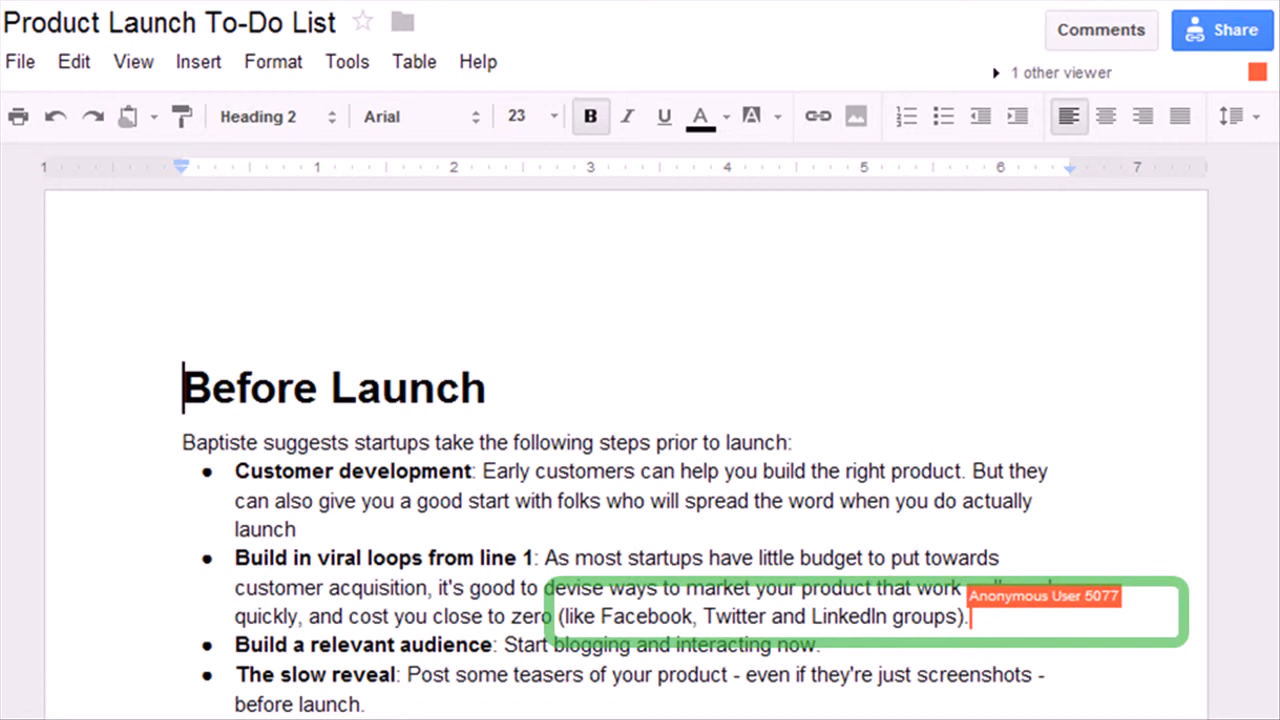 Product Launch To-Do List
Comments
Share
File Edit View Insert Format Tools Table Help
1 other viewer
Heading 2 Arial 23 B I U A A
1 1 2 3 4 5 6 7
Before Launch
Baptiste suggests startups take the following steps prior to launch:
● Customer development: Early customers can help you build the right product. But they
can also give you a good start with folks who will spread the word when you do actually
launch
● Build in viral loops from line 1: As most startups have little budget to put towards
customer acquisition, it's good to devise ways to market your product that work
Anonymous User 5077
quickly, and cost you close to zero (like Facebook, Twitter and LinkedIn groups).
● Build a relevant audience: Start blogging and interacting now.
● The slow reveal: Post some teasers of your product - even if they're just screenshots -
before launch.